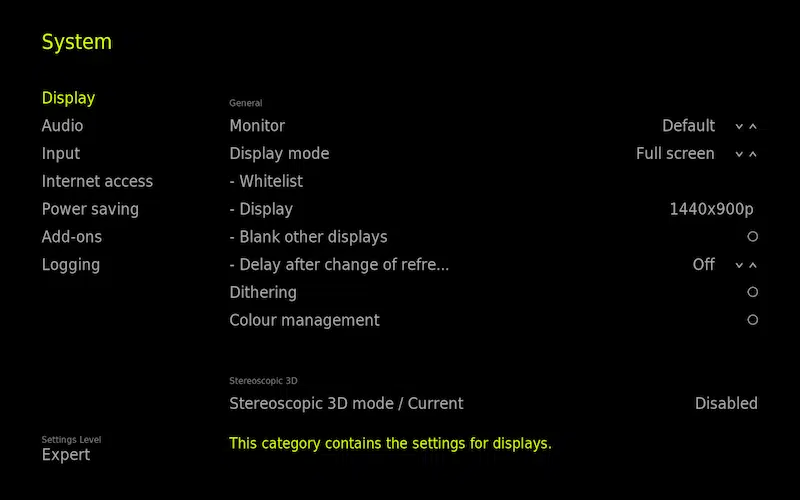 System
Display
Audio
Input
Internet access
Power saving
Add-ons
Logging
General
Monitor Default
Display mode Full screen
- Whitelist
- Display 1440x900p
- Blank other displays
- Delay after change of refre... Off
Dithering
Colour management
Stereoscopic 3D
Stereoscopic 3D mode / Current Disabled
Settings Level
Expert
This category contains the settings for displays.